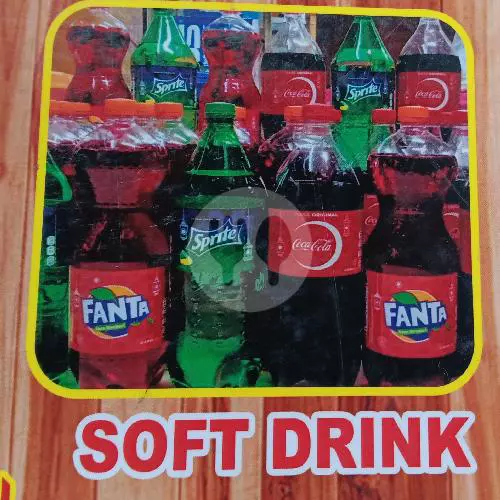 Sprite
Coca-Cola
Sprite
Coca-Cola
Sprite
Coca-Cola
FANTA
FANTA
SOFT DRINK